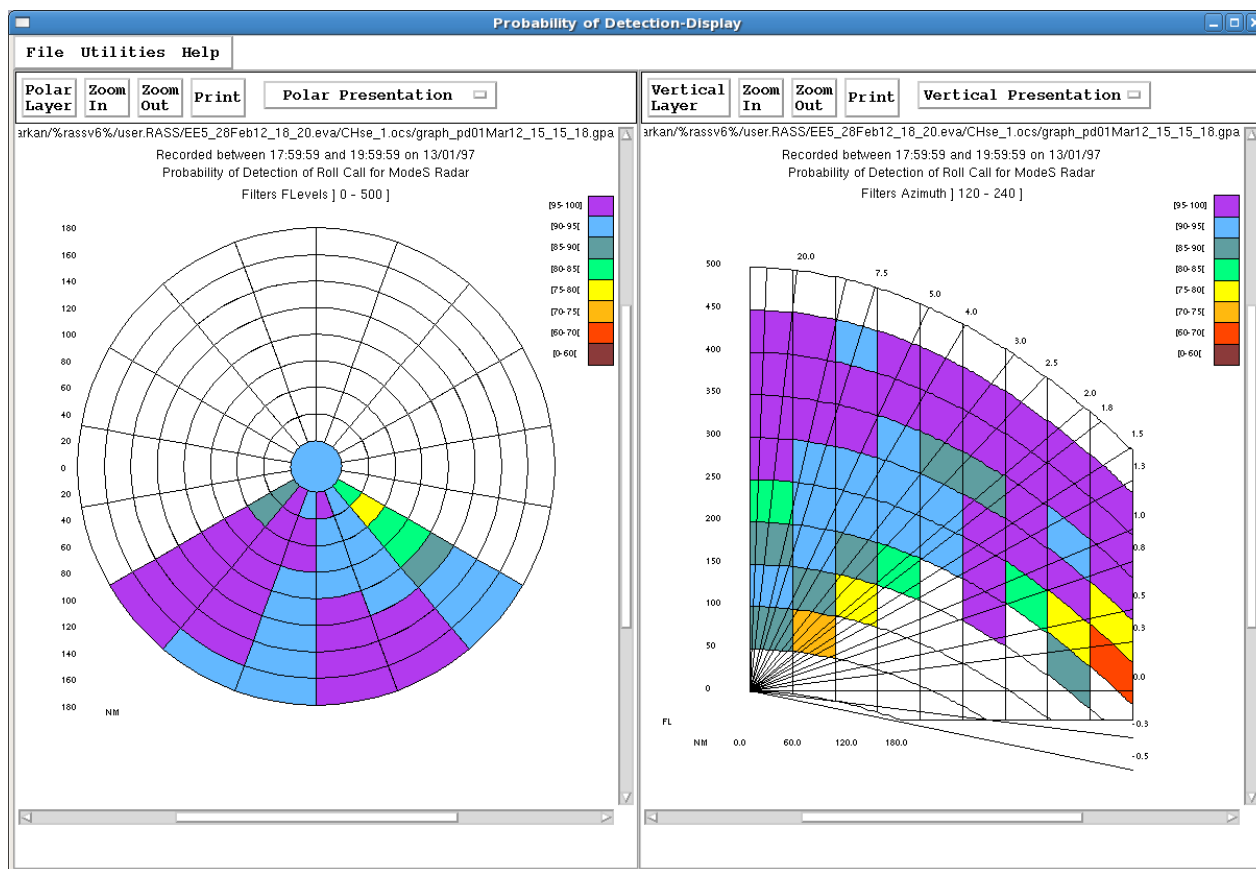 Probability of Detection-Display
File Utilities Help
Polar Layer
Zoom In
Zoom Out
Print
Polar Presentation
arkan/%rassv6%/user.RASS/EE5_28Feb12_18_20.eva/CHse_1.ocs/graph_pd01Mar12_15_15_18.gpa
Recorded between 17:59:59 and 19:59:59 on 13/01/97
Probability of Detection of Roll Call for ModeS Radar
Filters FLevels ] 0 - 500 ]
[95-100]
[90-95[
[85-90[
[80-85[
[75-80[
[70-75[
[60-70[
[0-60[
180
160
140
120
100
80
60
40
20
0
20
40
60
80
100
120
140
160
180
NM
Vertical Layer
Zoom In
Zoom Out
Print
Vertical Presentation
arkan/%rassv6%/user.RASS/EE5_28Feb12_18_20.eva/CHse_1.ocs/graph_pd01Mar12_15_15_18.gpa
Recorded between 17:59:59 and 19:59:59 on 13/01/97
Probability of Detection of Roll Call for ModeS Radar
Filters Azimuth ] 120 - 240 ]
[95-100]
[90-95[
[85-90[
[80-85[
[75-80[
[70-75[
[60-70[
[0-60[
500
450
400
350
300
250
200
150
100
50
0
20.0
7.5
5.0
4.0
3.0
2.5
2.0
1.8
1.5
1.3
1.0
0.8
0.5
0.3
0.0
-0.3
-0.5
FL
NM 0.0 60.0 120.0 180.0